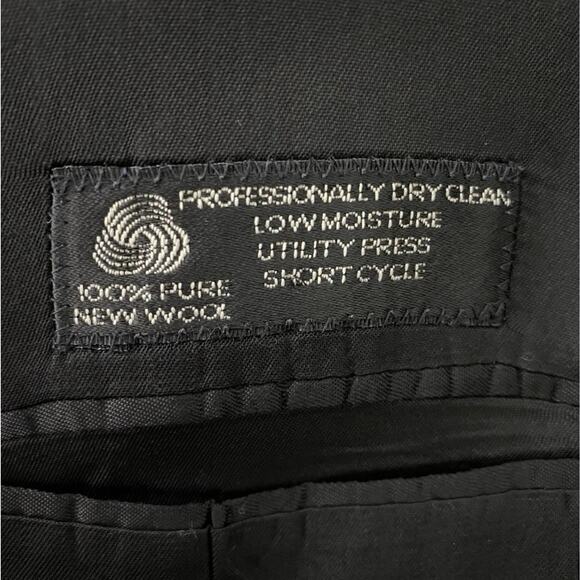 PROFESSIONALLY DRY CLEAN
LOW MOISTURE
UTILITY PRESS
SHORT CYCLE
100% PURE
NEW WOOL